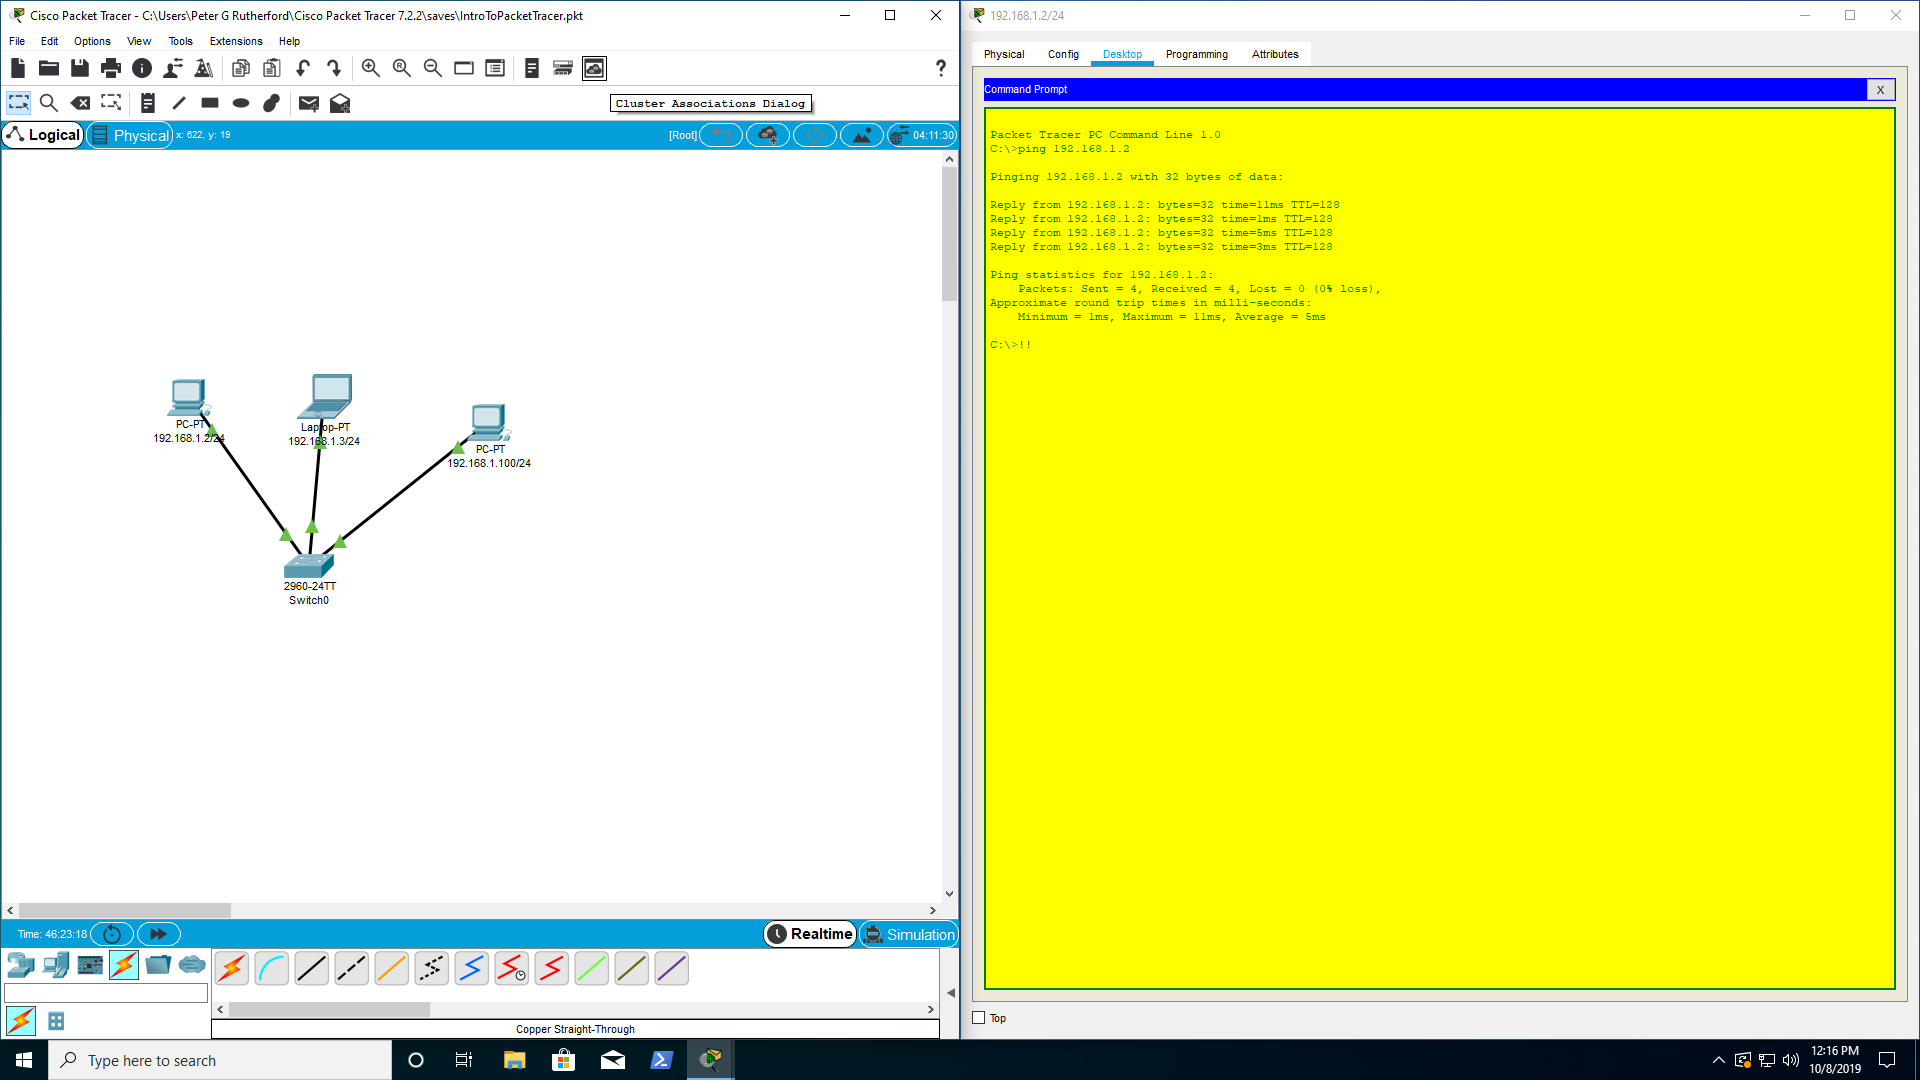 Cisco Packet Tracer - C:\Users\Peter G Rutherford\Cisco Packet Tracer 7.2.2\saves\IntroToPacketTracer.pkt
File Edit Options View Tools Extensions Help
Cluster Associations Dialog
Logical Physical x: 622, y: 19 [Root] 04:11:30
PC-PT
192.168.1.2/24
Laptop-PT
192.168.1.3/24
PC-PT
192.168.1.100/24
2960-24TT
Switch0
Time: 46:23:18 Realtime Simulation
Copper Straight-Through
192.168.1.2/24
Physical Config Desktop Programming Attributes
Command Prompt X
Packet Tracer PC Command Line 1.0
C:\>ping 192.168.1.2
Pinging 192.168.1.2 with 32 bytes of data:
Reply from 192.168.1.2: bytes=32 time=11ms TTL=128
Reply from 192.168.1.2: bytes=32 time=1ms TTL=128
Reply from 192.168.1.2: bytes=32 time=5ms TTL=128
Reply from 192.168.1.2: bytes=32 time=3ms TTL=128
Ping statistics for 192.168.1.2:
Packets: Sent = 4, Received = 4, Lost = 0 (0% loss),
Approximate round trip times in milli-seconds:
Minimum = 1ms, Maximum = 11ms, Average = 5ms
C:\>!!
Top
Type here to search
12:16 PM
10/8/2019